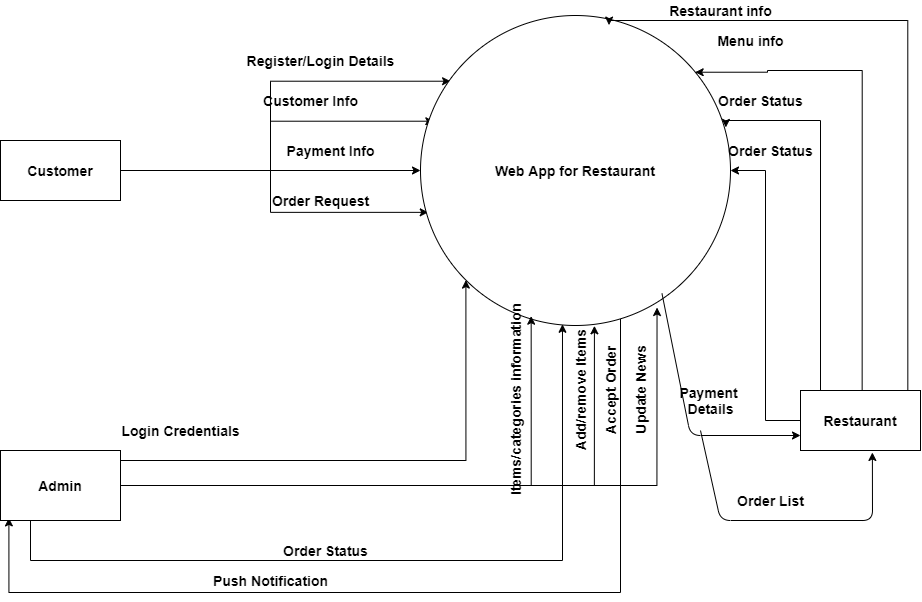 Restaurant info
Menu info
Register/Login Details
Customer Info
Order Status
Payment Info
Order Status
Customer
Web App for Restaurant
Order Request
Items/categories information
Add/remove Items
Accept Order
Update News
Payment
Details
Restaurant
Login Credentials
Admin
Order List
Order Status
Push Notification